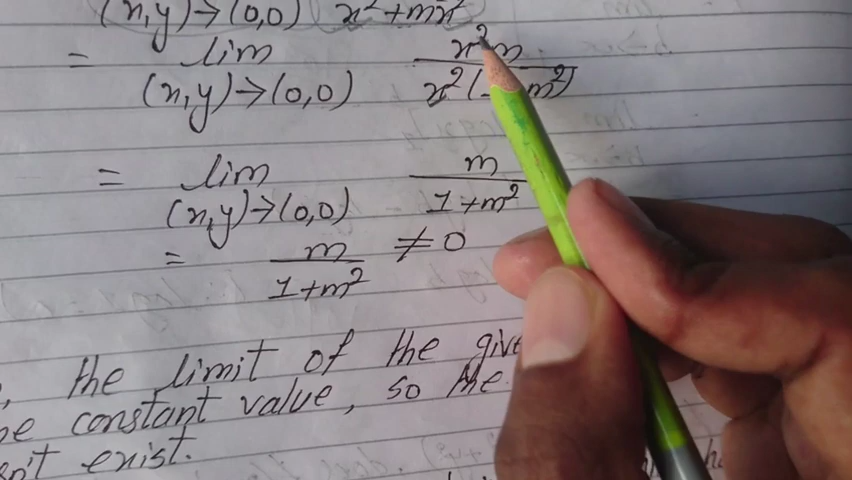 (x,y)→(0,0) x²+mx²
= lim x²m
(x,y)→(0,0) x²( m²)
= lim m
(x,y)→(0,0) 1+m²
= m ≠0
1+m²
the limit of the give
constant value, so the
exist.